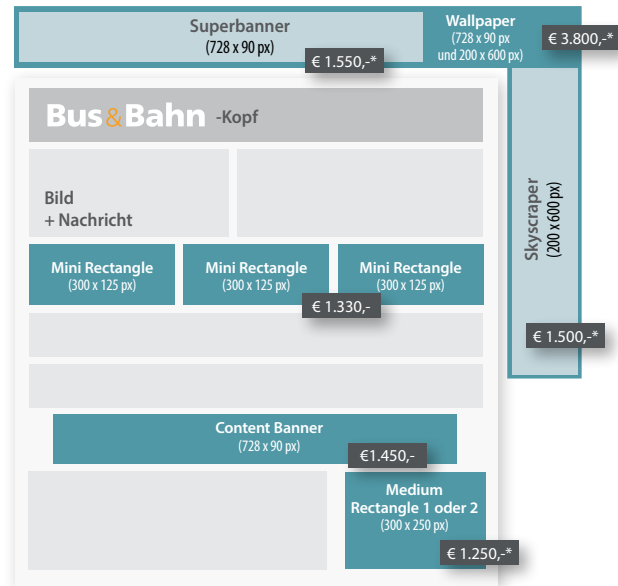 Superbanner
(728 x 90 px)
€ 1.550,-*
Wallpaper
(728 x 90 px
und 200 x 600 px)
€ 3.800,-*
Bus&Bahn -Kopf
Bild
+ Nachricht
Skyscraper
(200 x 600 px)
€ 1.500,-*
Mini Rectangle
(300 x 125 px)
Mini Rectangle
(300 x 125 px)
Mini Rectangle
(300 x 125 px)
€ 1.330,-
Content Banner
(728 x 90 px)
€1.450,-
Medium
Rectangle 1 oder 2
(300 x 250 px)
€ 1.250,-*